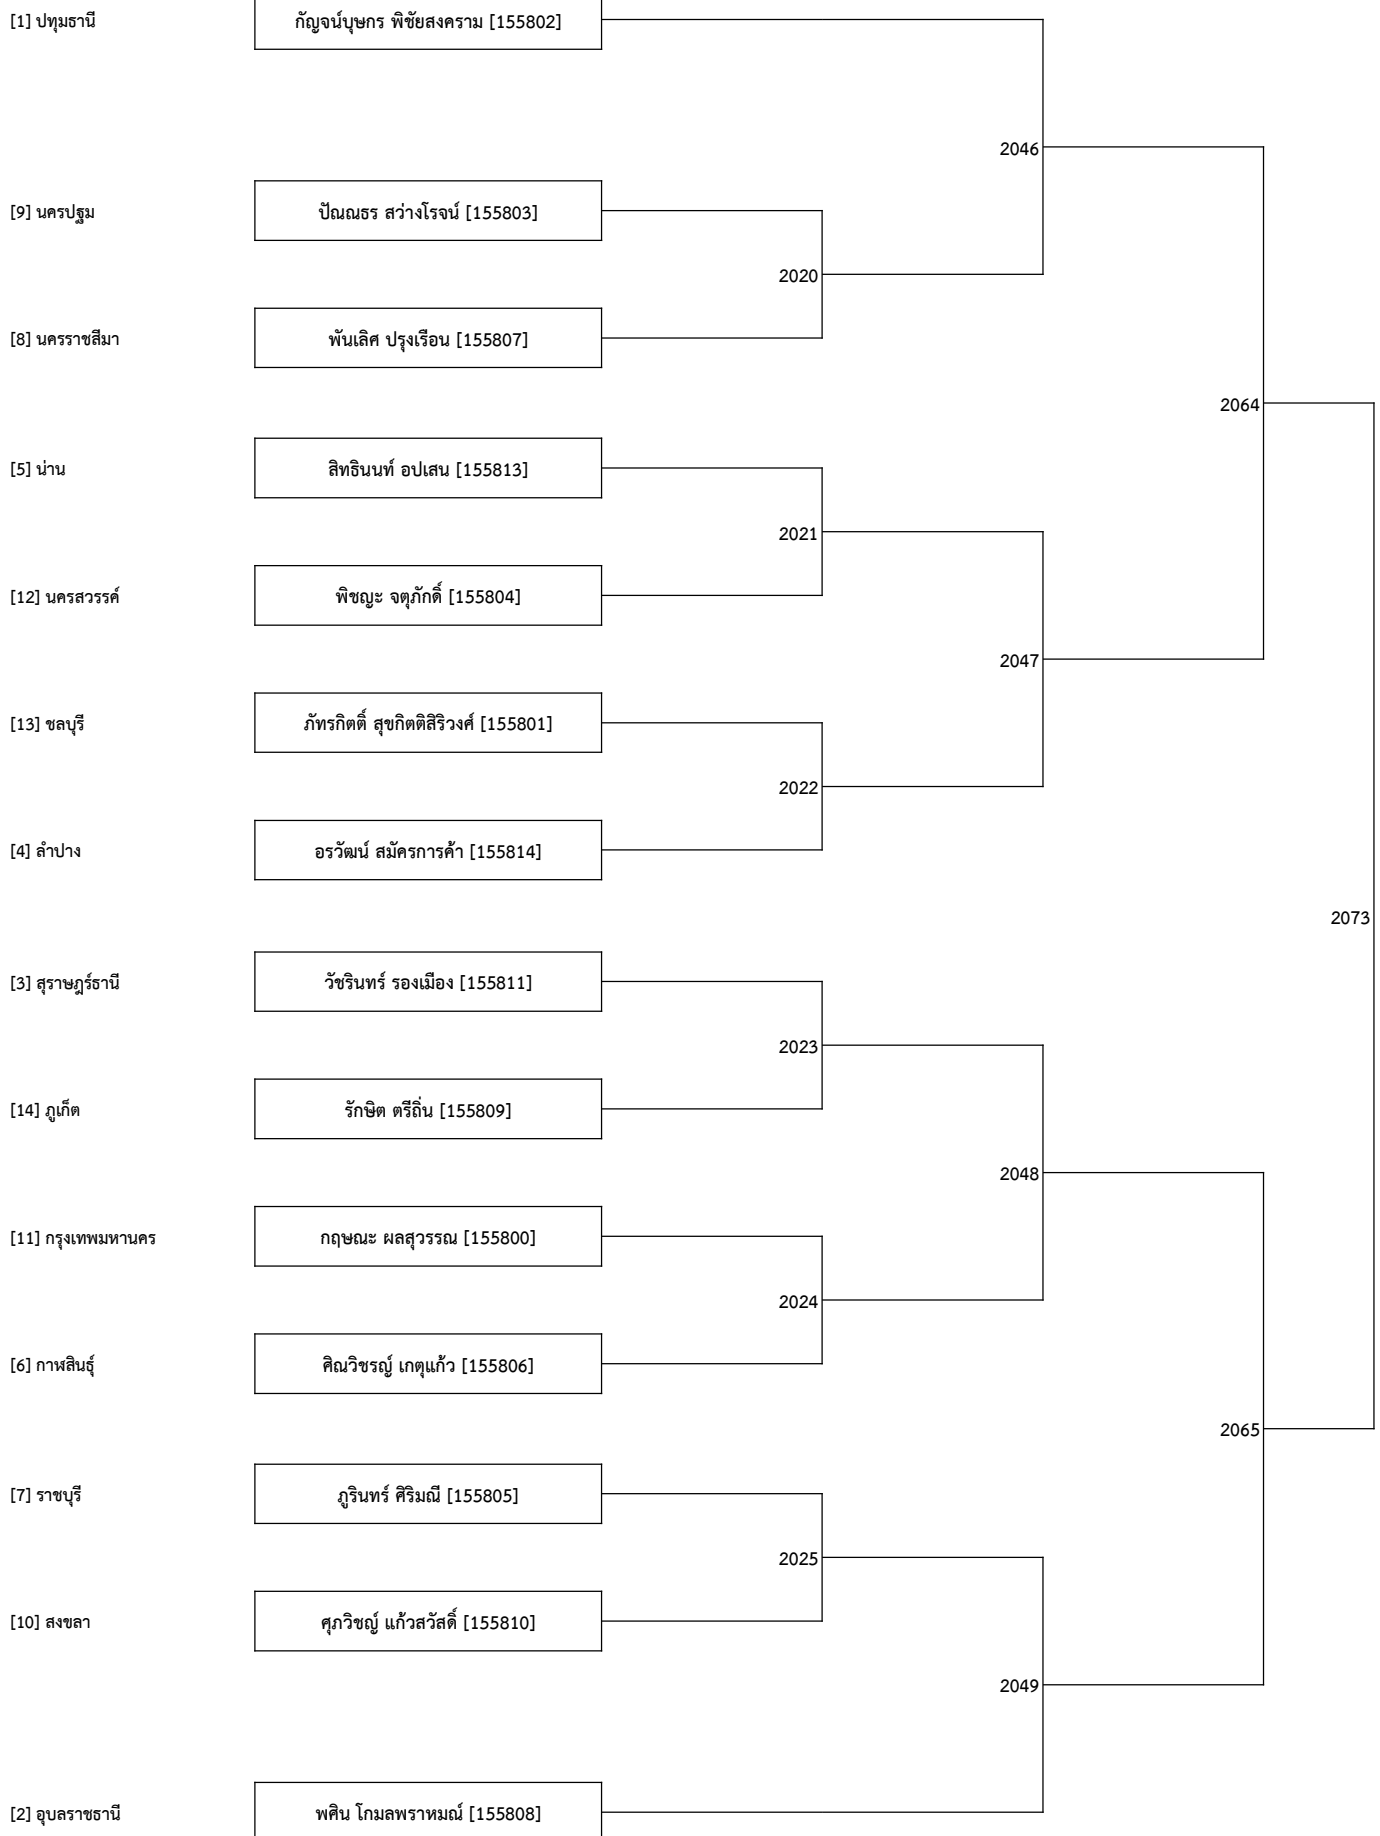 [1] ปทุมธานี
กัญจน์บุษกร พิชัยสงคราม [155802]
2046
[9] นครปฐม
ปัณณธร สว่างโรจน์ [155803]
2020
[8] นครราชสีมา
พันเลิศ ปรุงเรือน [155807]
2064
[5] น่าน
สิทธินนท์ อปเสน [155813]
2021
[12] นครสวรรค์
พิชญะ จตุภักดิ์ [155804]
2047
[13] ชลบุรี
ภัทรกิตติ์ สุขกิตติสิริวงศ์ [155801]
2022
[4] ลำปาง
อรวัฒน์ สมัครการค้า [155814]
2073
[3] สุราษฎร์ธานี
วัชรินทร์ รองเมือง [155811]
2023
[14] ภูเก็ต
รักษิต ตรีถิ่น [155809]
2048
[11] กรุงเทพมหานคร
กฤษณะ ผลสุวรรณ [155800]
2024
[6] กาฬสินธุ์
ศิณวิชรญ์ เกตุแก้ว [155806]
2065
[7] ราชบุรี
ภูรินทร์ ศิริมณี [155805]
2025
[10] สงขลา
ศุภวิชญ์ แก้วสวัสดิ์ [155810]
2049
[2] อุบลราชธานี
พศิน โกมลพราหมณ์ [155808]